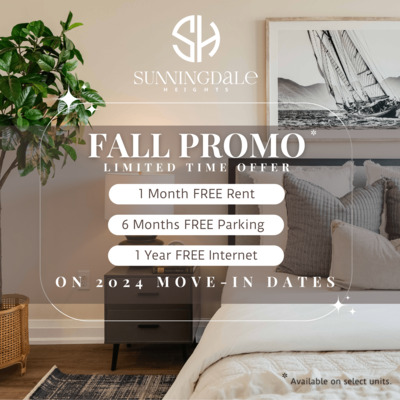 SH
SUNNINGDALE
HEIGHTS
FALL PROMO*
LIMITED TIME OFFER
1 Month FREE Rent
6 Months FREE Parking
1 Year FREE Internet
ON 2024 MOVE-IN DATES
* Available on select units.